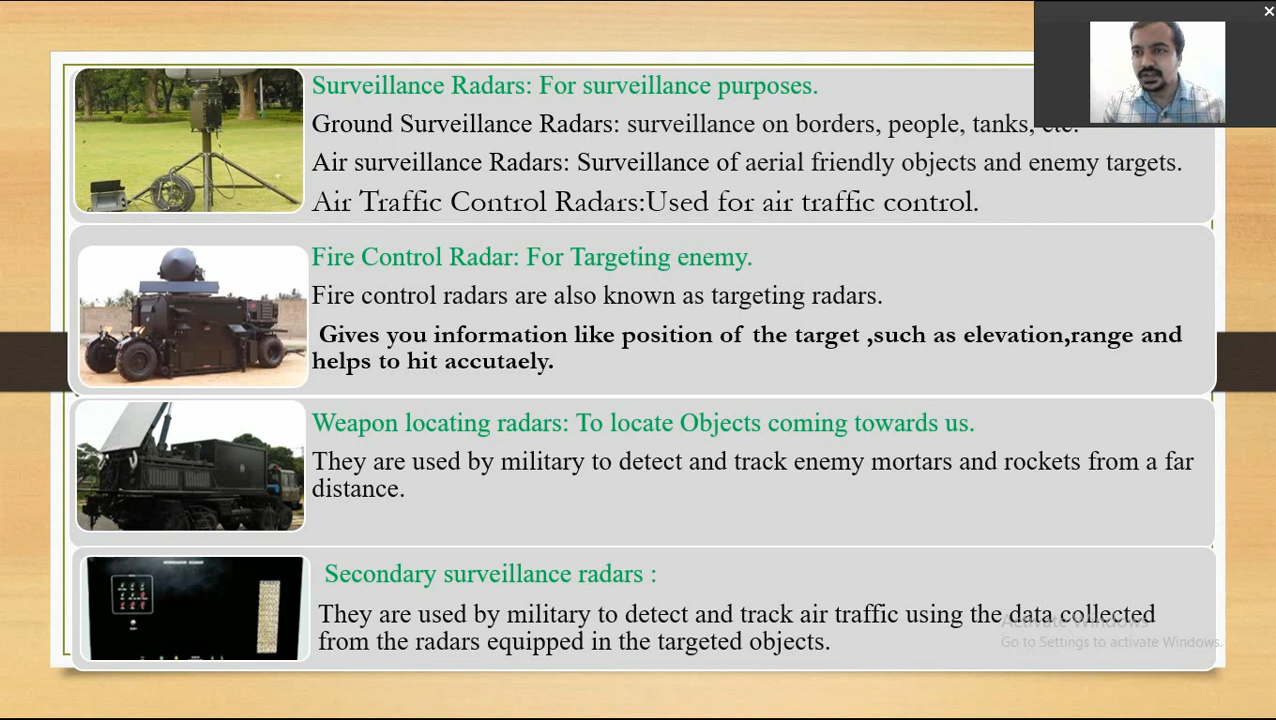 Surveillance Radars: For surveillance purposes.
Ground Surveillance Radars: surveillance on borders, people, tanks, etc.
Air surveillance Radars: Surveillance of aerial friendly objects and enemy targets.
Air Traffic Control Radars:Used for air traffic control.
Fire Control Radar: For Targeting enemy.
Fire control radars are also known as targeting radars.
Gives you information like position of the target ,such as elevation,range and
helps to hit accutaely.
Weapon locating radars: To locate Objects coming towards us.
They are used by military to detect and track enemy mortars and rockets from a far
distance.
Secondary surveillance radars :
They are used by military to detect and track air traffic using the data collected
from the radars equipped in the targeted objects.
Activate Windows
Go to Settings to activate Windows.